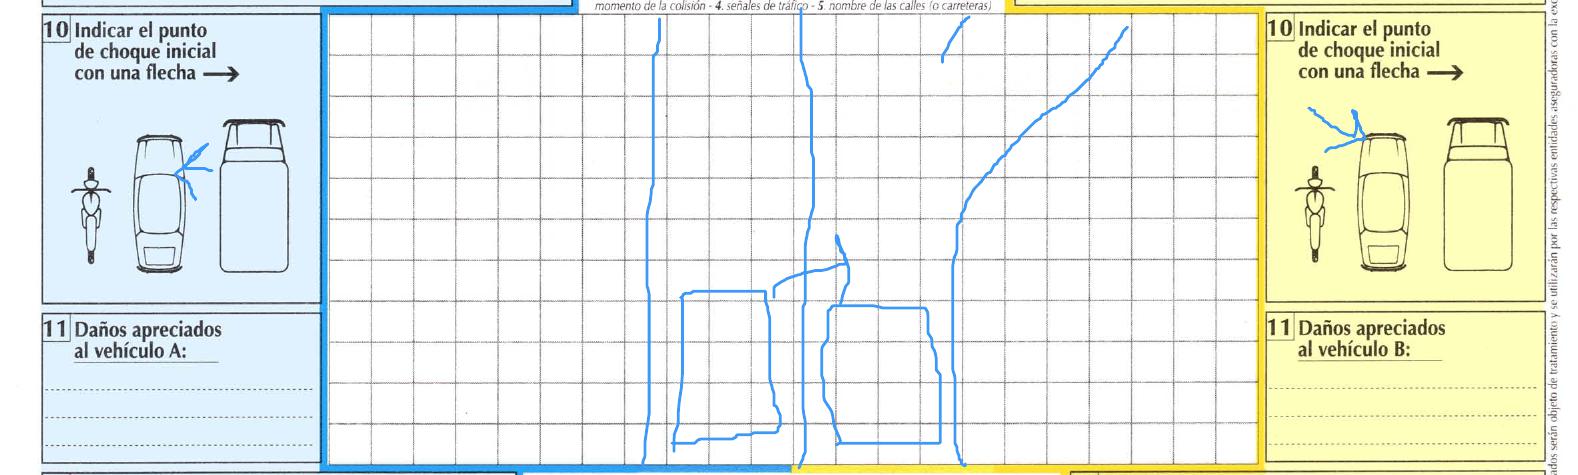 momento de la colisión - 4. señales de tráfico - 5. nombre de las calles (o carreteras)
10 Indicar el punto
de choque inicial
con una flecha →
11 Daños apreciados
al vehículo A:
10 Indicar el punto
de choque inicial
con una flecha →
11 Daños apreciados
al vehículo B:
serán objeto de tratamiento y se utilizarán por las respectivas entidades aseguradoras con la